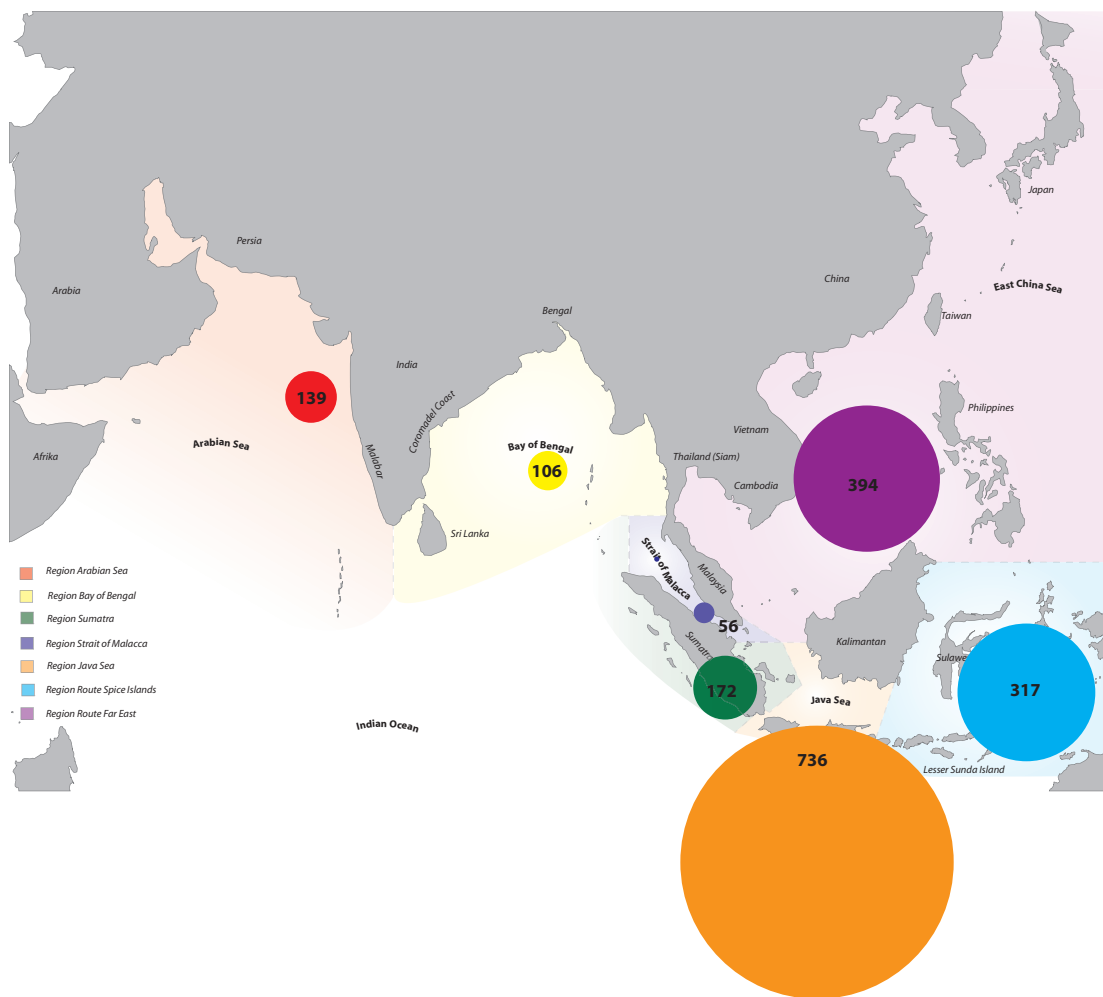 Japan
Persia
East China Sea
China
Arabia
Bengal
Taiwan
India
139
Coromadel Coast
Philippines
Vietnam
Arabian Sea
Bay of Bengal
Afrika
Malabar
Thailand (Siam)
106
Cambodia
394
Sri Lanka
Strait of Malacca
Malaysia
Region Arabian Sea
Region Bay of Bengal
Region Sumatra
Region Strait of Malacca
Region Java Sea
Region Route Spice Islands
Region Route Far East
56
Kalimantan
Sumatra
Sulawe
172
317
Java Sea
Indian Ocean
736
Lesser Sunda Island